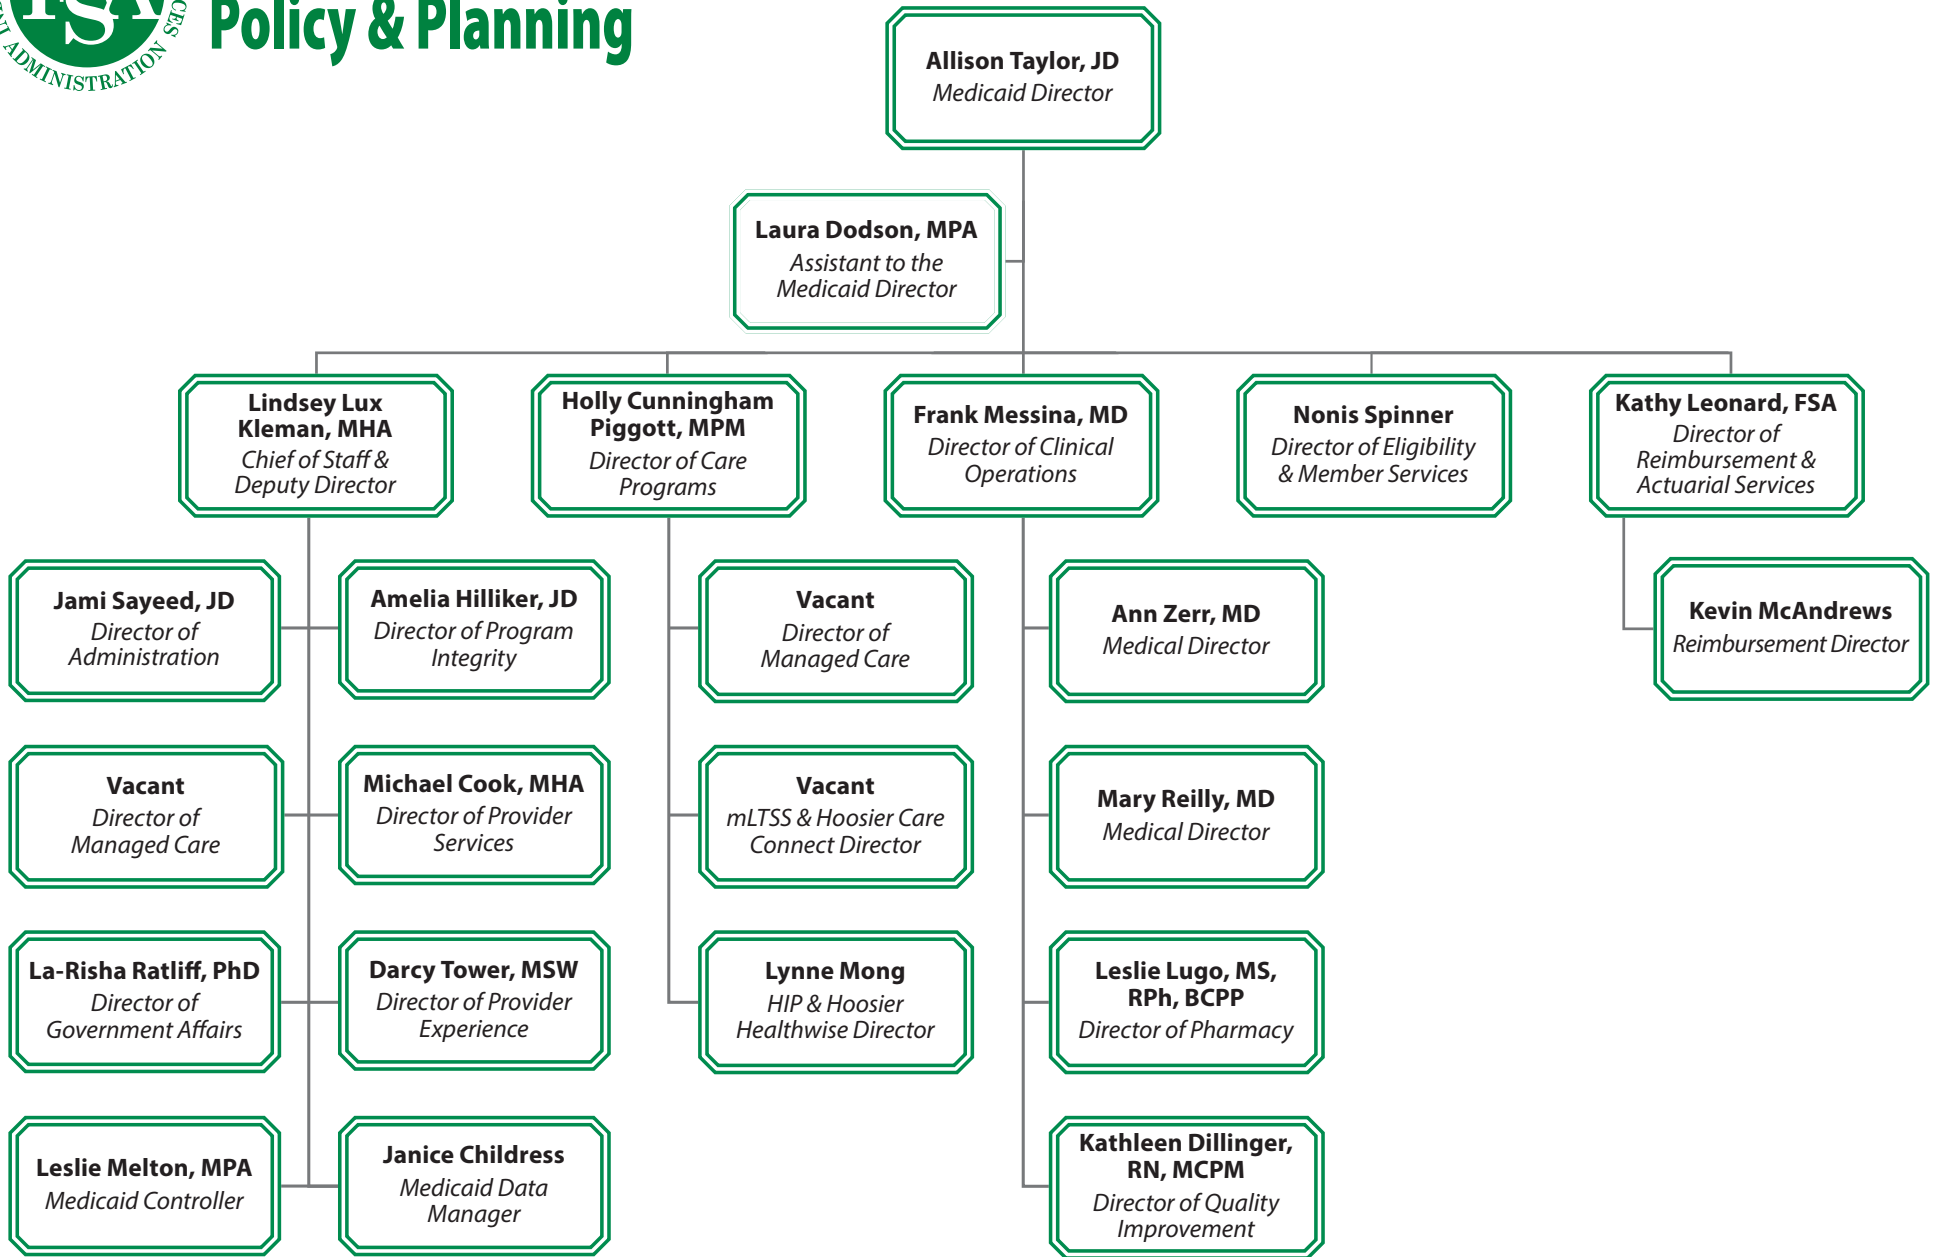 ADMINISTRATION
Policy & Planning
Allison Taylor, JD
Medicaid Director
Laura Dodson, MPA
Assistant to the
Medicaid Director
Lindsey Lux
Kleman, MHA
Chief of Staff &
Deputy Director
Holly Cunningham
Piggott, MPM
Director of Care
Programs
Frank Messina, MD
Director of Clinical
Operations
Nonis Spinner
Director of Eligibility
& Member Services
Kathy Leonard, FSA
Director of
Reimbursement &
Actuarial Services
Jami Sayeed, JD
Director of
Administration
Amelia Hilliker, JD
Director of Program
Integrity
Vacant
Director of
Managed Care
Ann Zerr, MD
Medical Director
Kevin McAndrews
Reimbursement Director
Vacant
Director of
Managed Care
Michael Cook, MHA
Director of Provider
Services
Vacant
mLTSS & Hoosier Care
Connect Director
Mary Reilly, MD
Medical Director
La-Risha Ratliff, PhD
Director of
Government Affairs
Darcy Tower, MSW
Director of Provider
Experience
Lynne Mong
HIP & Hoosier
Healthwise Director
Leslie Lugo, MS,
RPh, BCPP
Director of Pharmacy
Leslie Melton, MPA
Medicaid Controller
Janice Childress
Medicaid Data
Manager
Kathleen Dillinger,
RN, MCPM
Director of Quality
Improvement